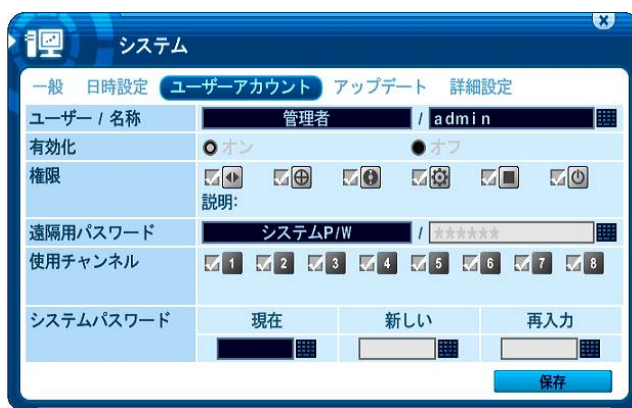 システム
一般 日時設定 ユーザーアカウント アップデート 詳細設定
ユーザー / 名称 管理者 / admin
有効化 オン オフ
権限
説明:
遠隔用パスワード システムP/W / ******
使用チャンネル 1 2 3 4 5 6 7 8
システムパスワード 現在 新しい 再入力
保存